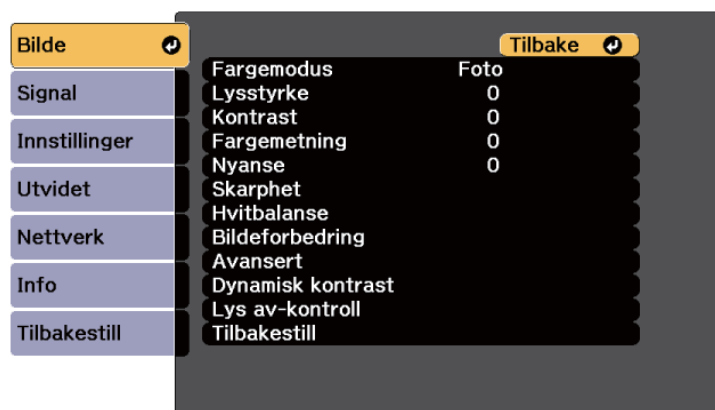 Bilde
Signal
Innstillinger
Utvidet
Nettverk
Info
Tilbakestill
Tilbake
Fargemodus Foto
Lysstyrke 0
Kontrast 0
Fargemetning 0
Nyanse 0
Skarphet
Hvitbalanse
Bildeforbedring
Avansert
Dynamisk kontrast
Lys av-kontroll
Tilbakestill